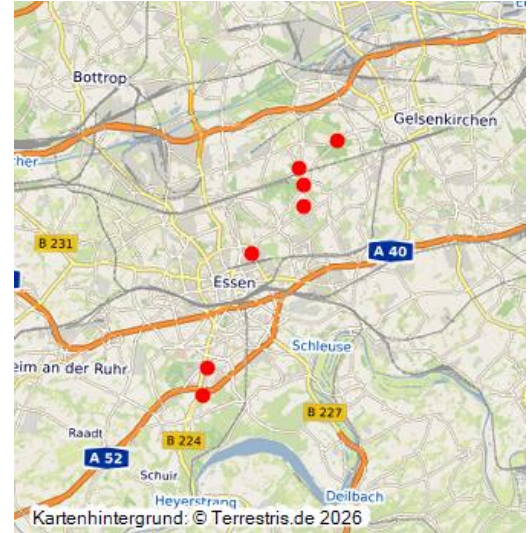 Bottrop
Gelsenkirchen
B 231
A 40
Essen
Schleuse
eim an der Ruhr
B 227
Raadt
B 224
A 52
Schuir
Heyerstrang
Deilbach
Kartenhintergrund: © Terrestris.de 2026